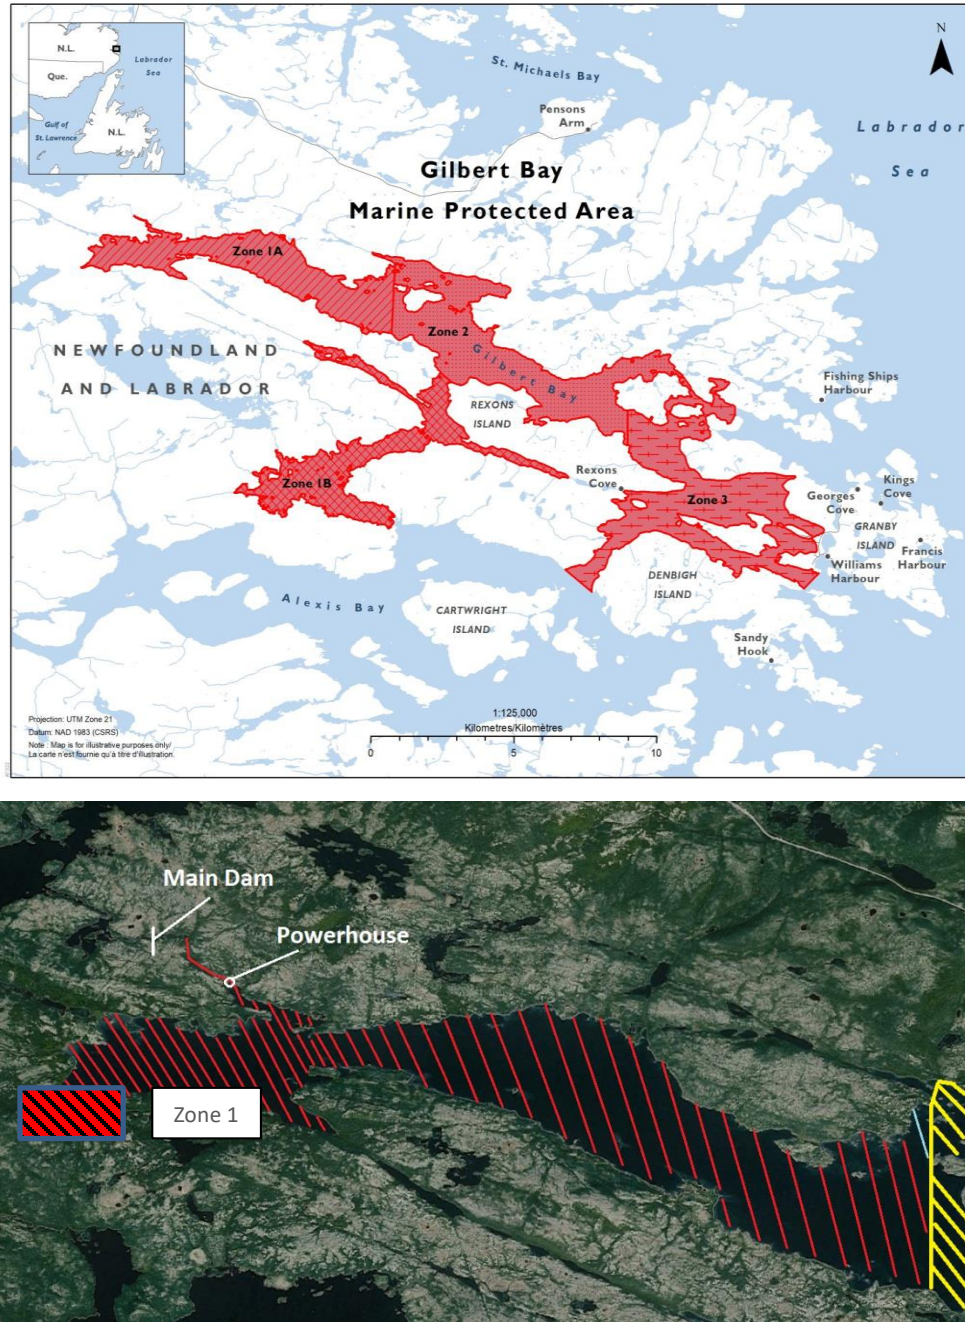 N.L.
Labrador
Sea
Que.
Gulf of
St. Lawrence
N.L.
N
St. Michaels Bay
Pensons
Arm
Labrador
Sea
Gilbert Bay
Marine Protected Area
Zone 1A
Zone 2
Gilbert Bay
NEWFOUNDLAND
AND LABRADOR
REXONS
ISLAND
Fishing Ships
Harbour
Zone 1B
Rexons
Cove
Zone 3
Georges
Cove
Kings
Cove
GRANBY
ISLAND
Francis
Harbour
Williams
Harbour
DENBIGH
ISLAND
Alexis Bay
CARTWRIGHT
ISLAND
Sandy
Hook
Projection: UTM Zone 21
Datum: NAD 1983 (CSRS)
Note : Map is for illustrative purposes only/
La carte n'est fournie qu'à titre d'illustration.
1:125,000
Kilometres/Kilomètres
0 5 10
Main Dam
Powerhouse
Zone 1